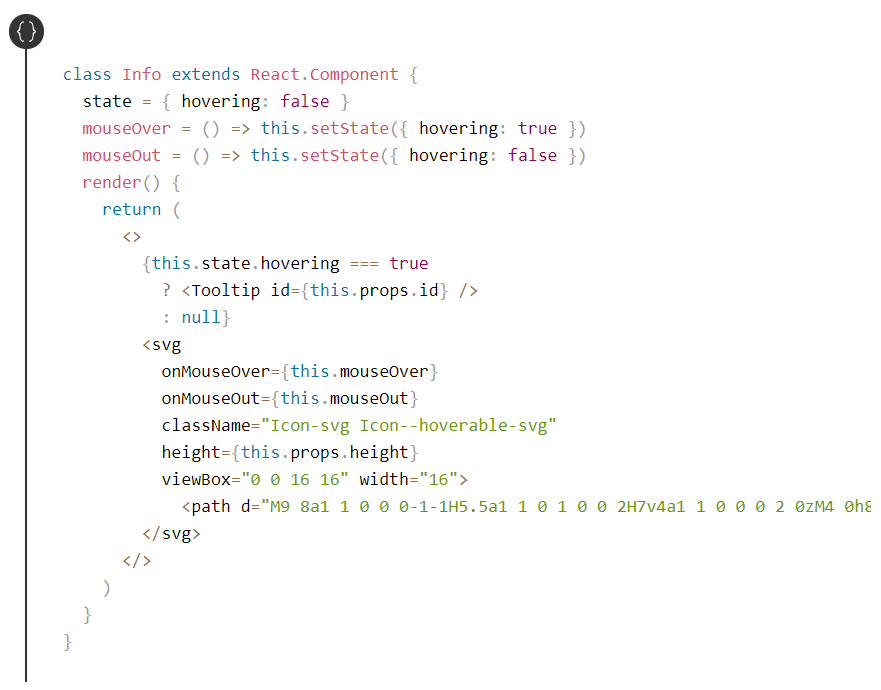 {}
class Info extends React.Component {
  state = { hovering: false }
  mouseOver = () => this.setState({ hovering: true })
  mouseOut = () => this.setState({ hovering: false })
  render() {
    return (
      <>
        {this.state.hovering === true
          ? <Tooltip id={this.props.id} />
          : null}
        <svg
          onMouseOver={this.mouseOver}
          onMouseOut={this.mouseOut}
          className="Icon-svg Icon--hoverable-svg"
          height={this.props.height}
          viewBox="0 0 16 16" width="16">
            <path d="M9 8a1 1 0 0 0-1-1H5.5a1 1 0 1 0 0 2H7v4a1 1 0 0 0 2 0zM4 0h8
        </svg>
      </>
    )
  }
}